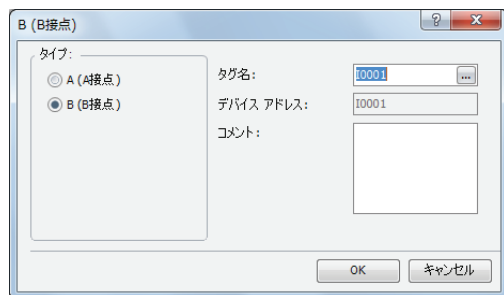 B (B接点)
タイプ:
A (A接点)
B (B接点)
タグ名:
I0001
...
デバイス アドレス:
I0001
コメント:
OK
キャンセル